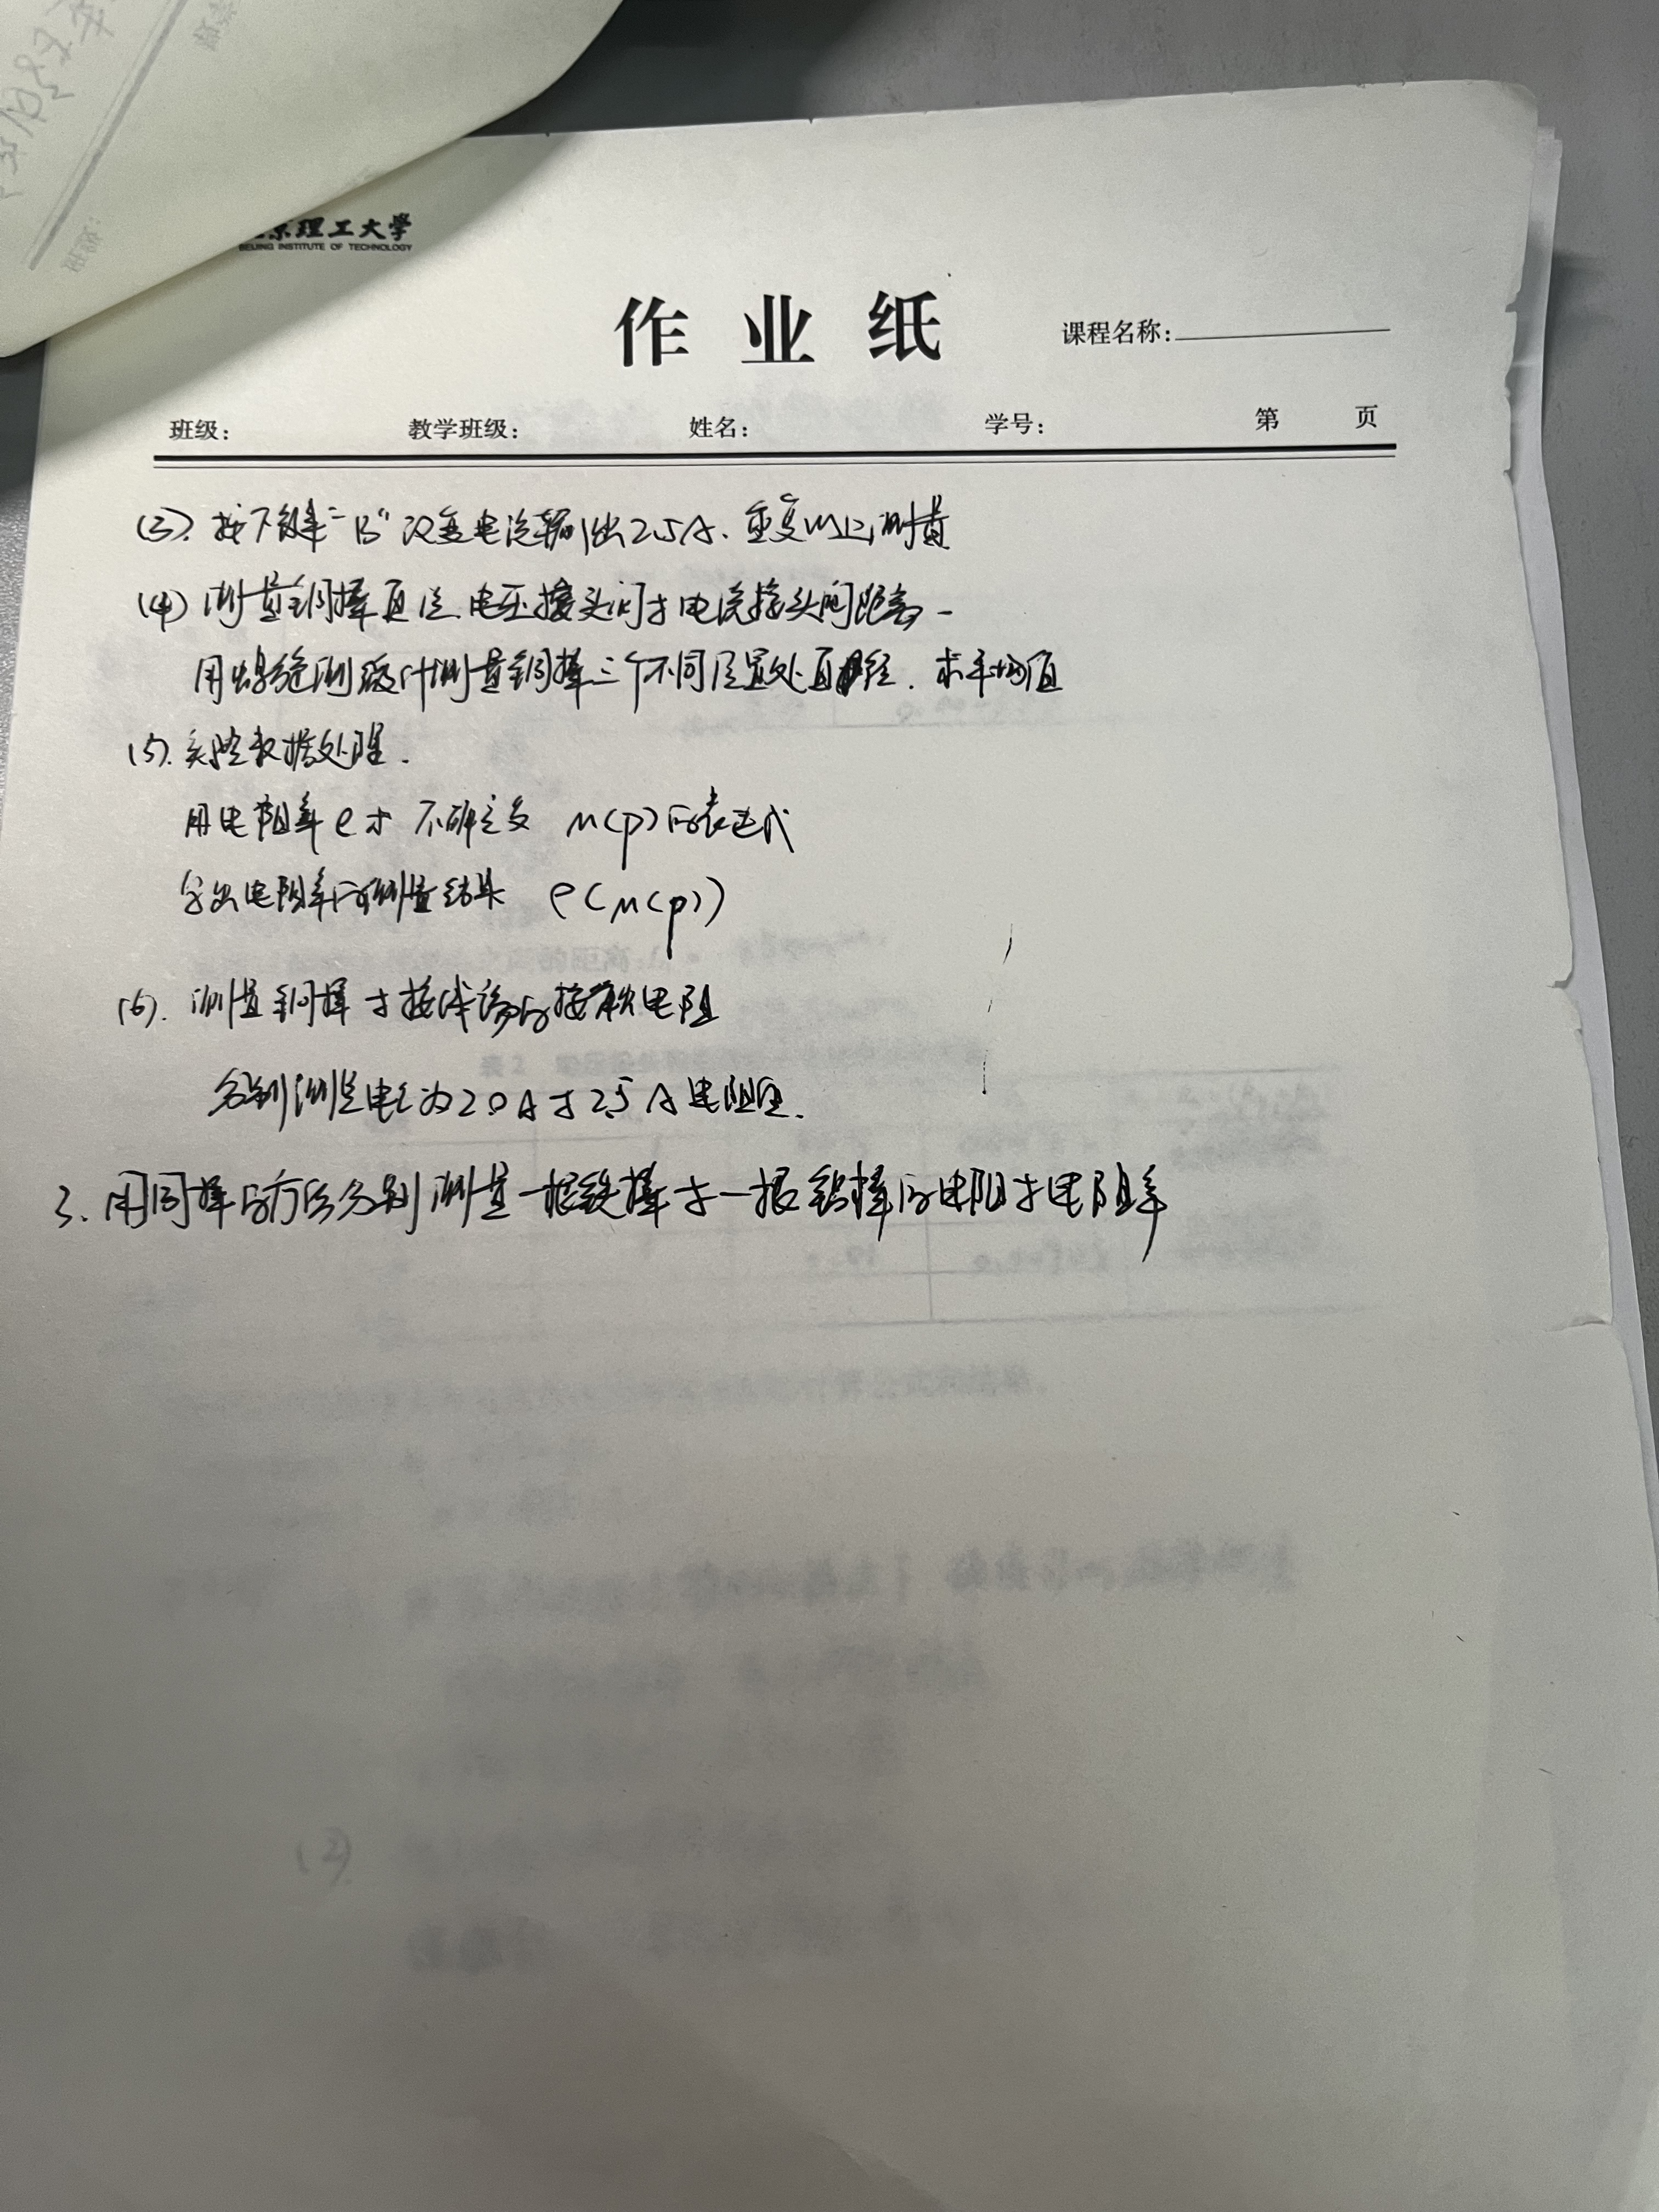 京理工大学
BEIJING INSTITUTE OF TECHNOLOGY
作 业 纸
课程名称:
班级: 教学班级: 姓名: 学号: 第 页
(3). 按下键“B”改变电流输出2.5A. 重复以上测量
(4) 测量铜棒直径、电压接头间与电流接头间距离
用螺旋测微计测量铜棒三个不同位置处直径. 求平均值
(5). 实验数据处理.
用电阻率ρ与不确定度 μ(ρ)的表达式
写出电阻率的测量结果 ρ(μ(ρ))
(6). 测量铜棒与接线端的接触电阻
分别测定电流为2.0A与2.5A电阻值.
3. 用同样的方法分别测量一根铁棒与一根铝棒的电阻与电阻率